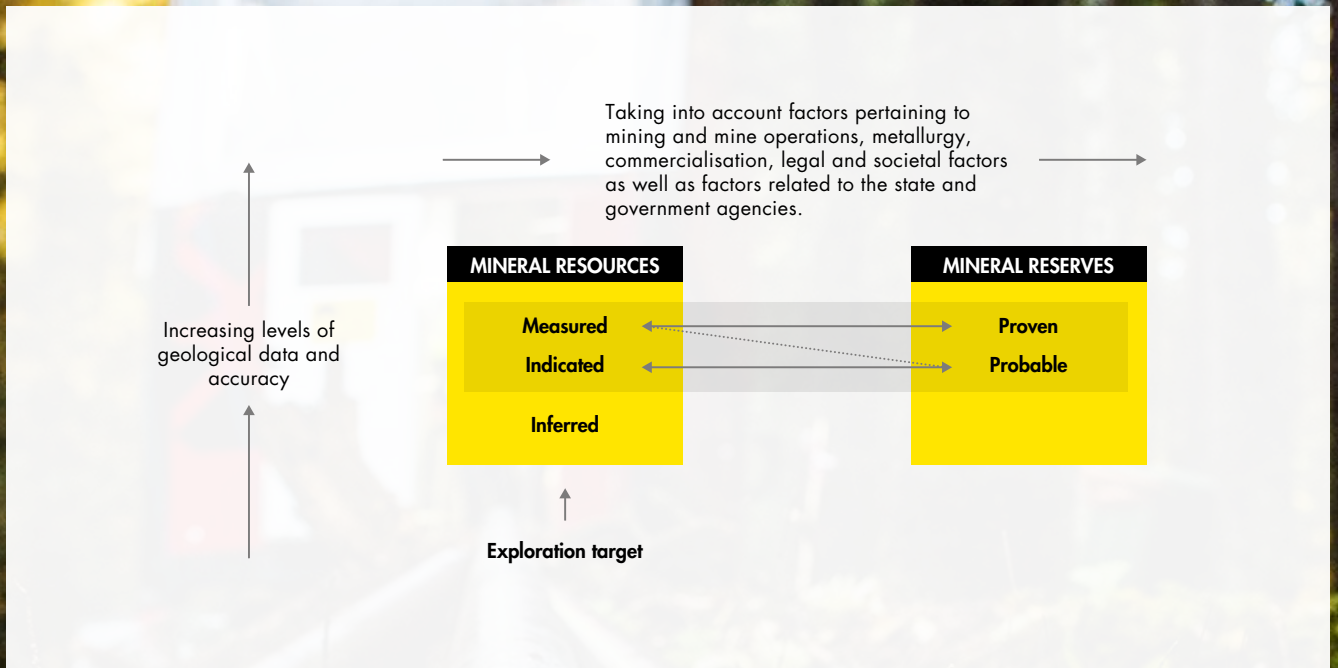 Taking into account factors pertaining to
mining and mine operations, metallurgy,
commercialisation, legal and societal factors
as well as factors related to the state and
government agencies.
MINERAL RESOURCES
MINERAL RESERVES
Increasing levels of
geological data and
accuracy
Measured
Proven
Indicated
Probable
Inferred
Exploration target